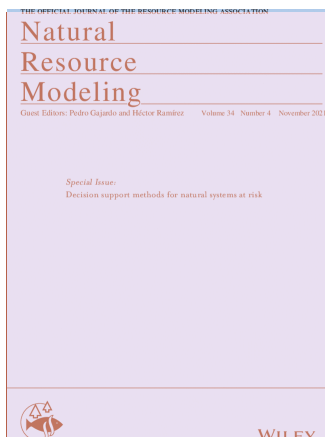 THE OFFICIAL JOURNAL OF THE RESOURCE MODELING ASSOCIATION
Natural
Resource
Modeling
Guest Editors: Pedro Gajardo and Héctor Ramírez Volume 34 Number 4 November 2021
Special Issue:
Decision support methods for natural systems at risk
WILEY